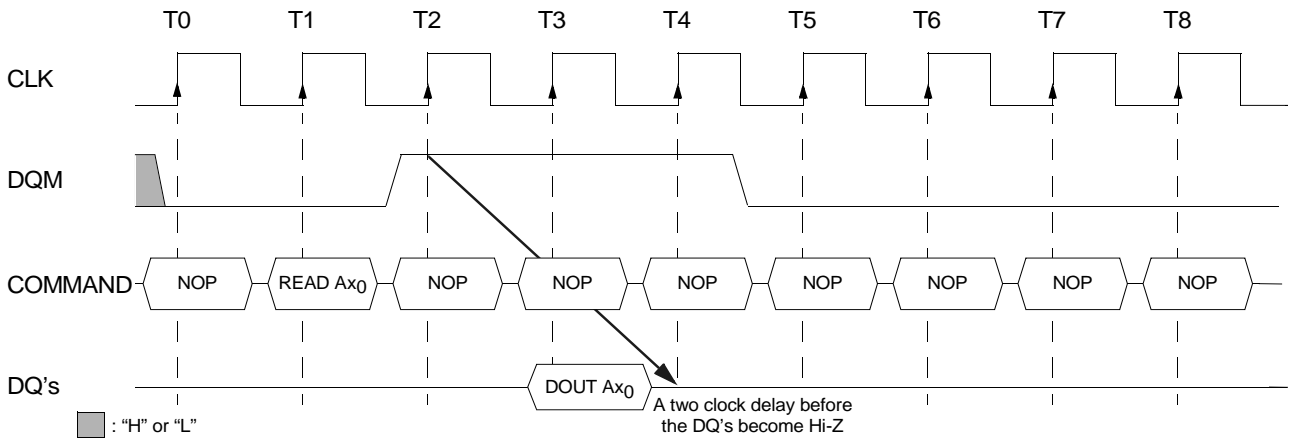 T0 T1 T2 T3 T4 T5 T6 T7 T8
CLK
DQM
COMMAND NOP READ Ax0 NOP NOP NOP NOP NOP NOP NOP
DQ's DOUT Ax0
A two clock delay before
the DQ's become Hi-Z
: “H” or “L”